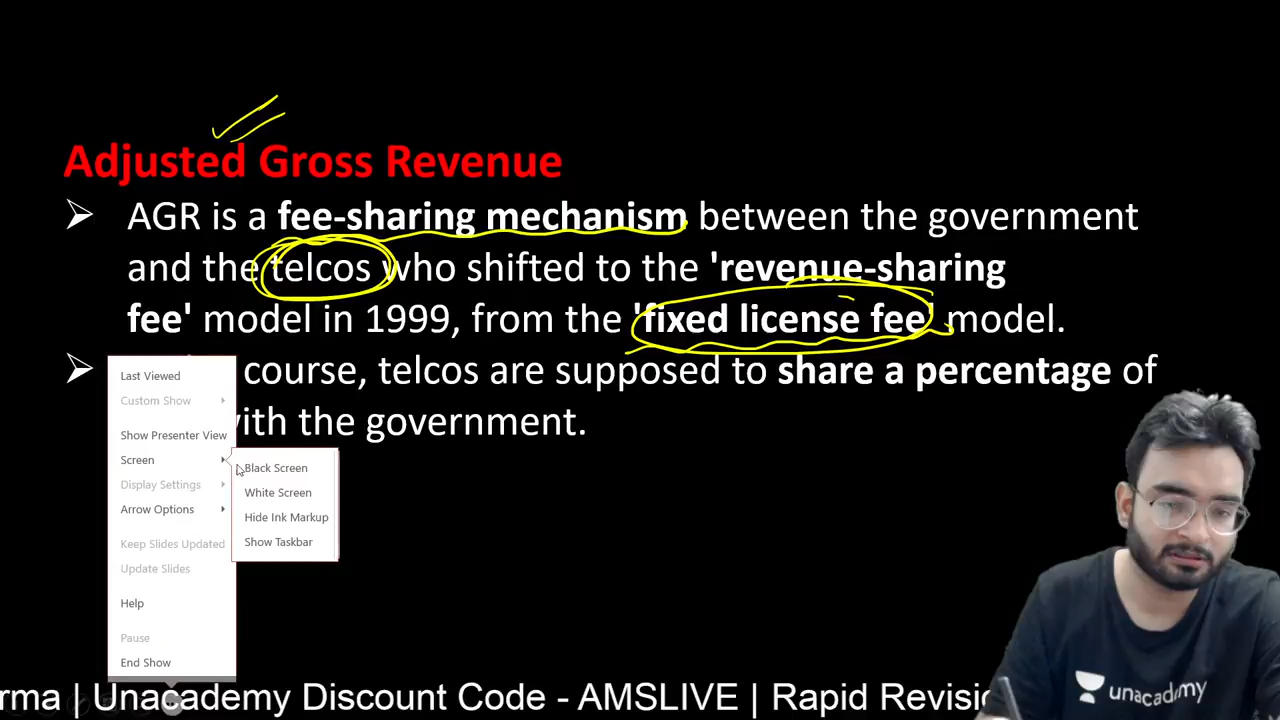 Adjusted Gross Revenue
➢ AGR is a fee-sharing mechanism between the government
and the telcos who shifted to the 'revenue-sharing
fee' model in 1999, from the 'fixed license fee' model.
➢ course, telcos are supposed to share a percentage of
with the government.
Last Viewed
Custom Show
Show Presenter View
Screen
Display Settings
Arrow Options
Keep Slides Updated
Update Slides
Help
Pause
End Show
Black Screen
White Screen
Hide Ink Markup
Show Taskbar
unacademy
rma | Unacademy Discount Code - AMSLIVE | Rapid Revisi